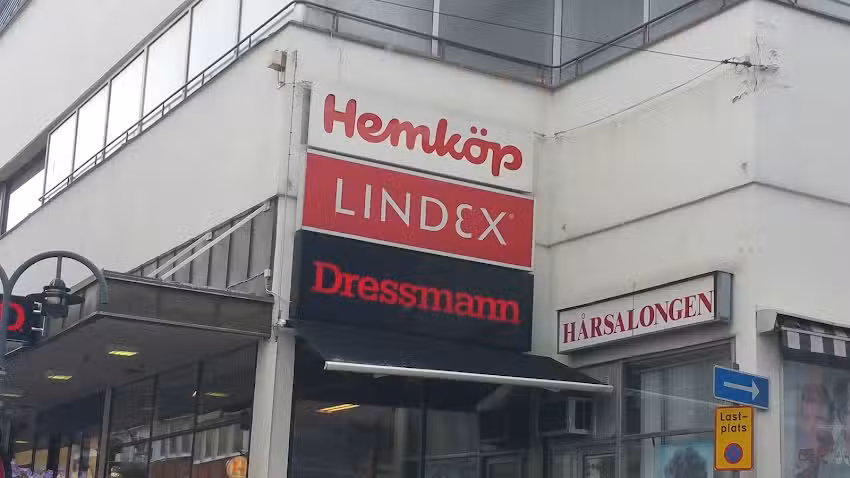 Hemköp
LINDEX
Dressmann
HÅRSALONGEN
Last-
plats